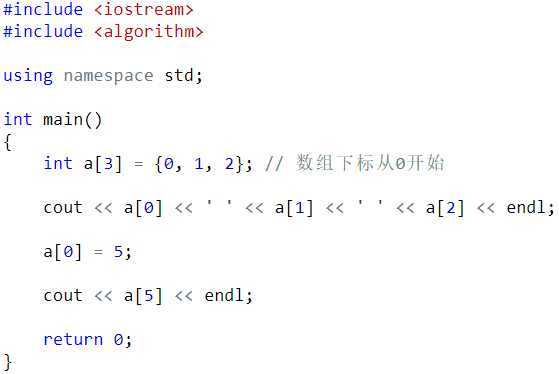 #include <iostream>
#include <algorithm>
using namespace std;
int main()
{
int a[3] = {0, 1, 2}; // 数组下标从0开始
cout << a[0] << ' ' << a[1] << ' ' << a[2] << endl;
a[0] = 5;
cout << a[5] << endl;
return 0;
}